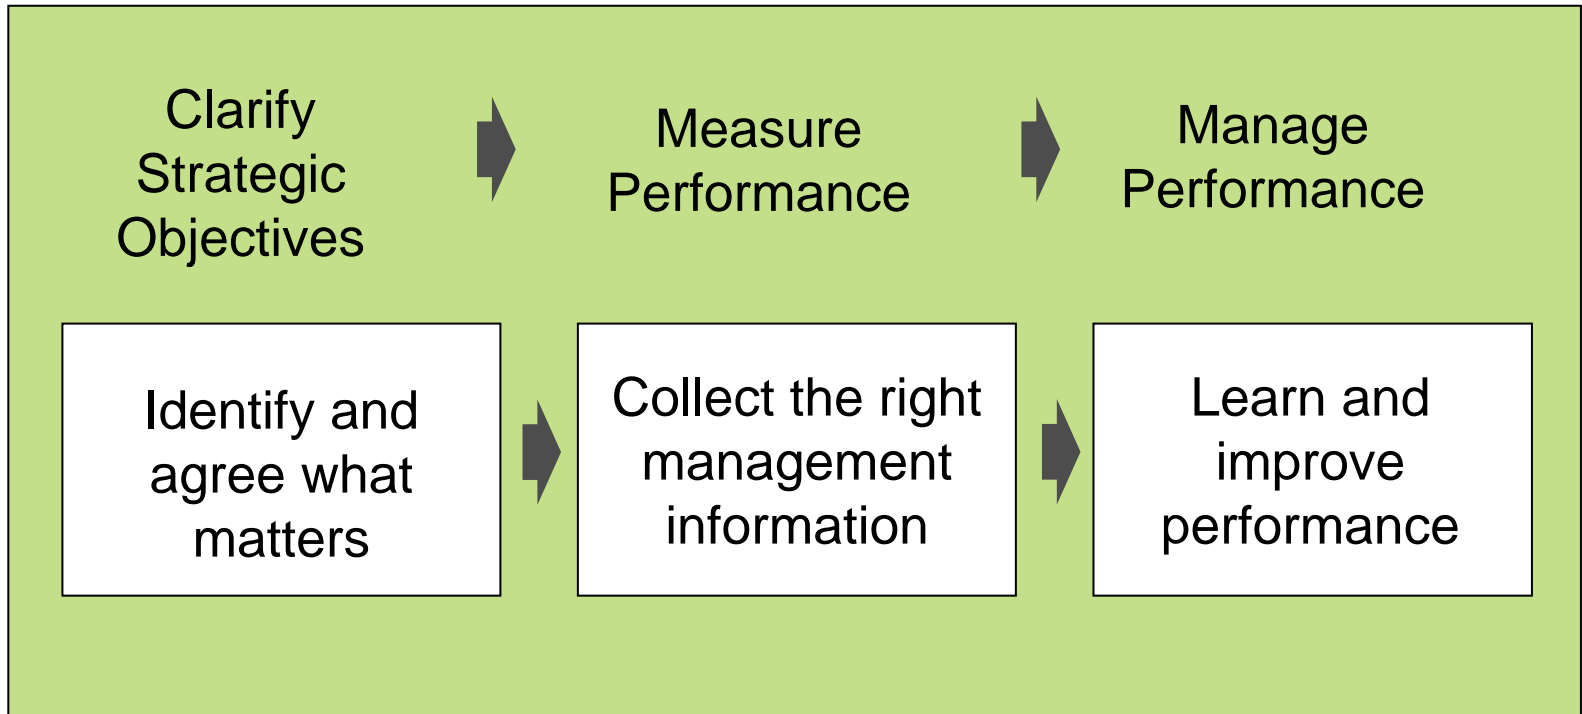 Clarify
Strategic
Objectives
Measure
Performance
Manage
Performance
Identify and
agree what
matters
Collect the right
management
information
Learn and
improve
performance